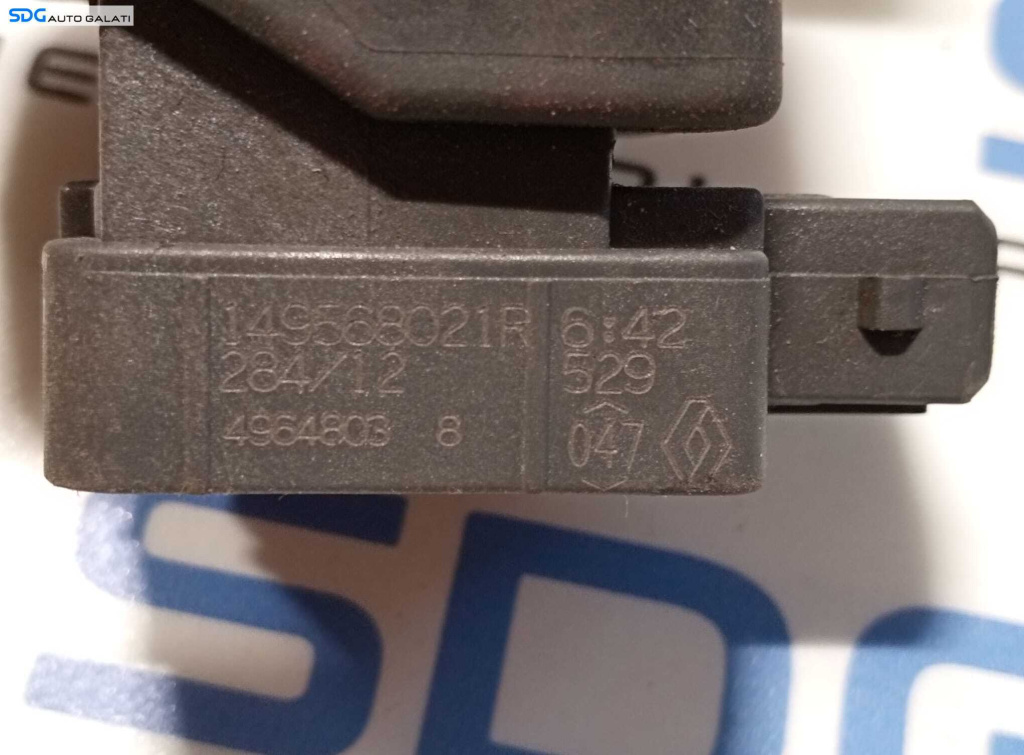 SDG AUTO GALATI
149568021R 6:42
284/12 529
4964803 8 047
SDG